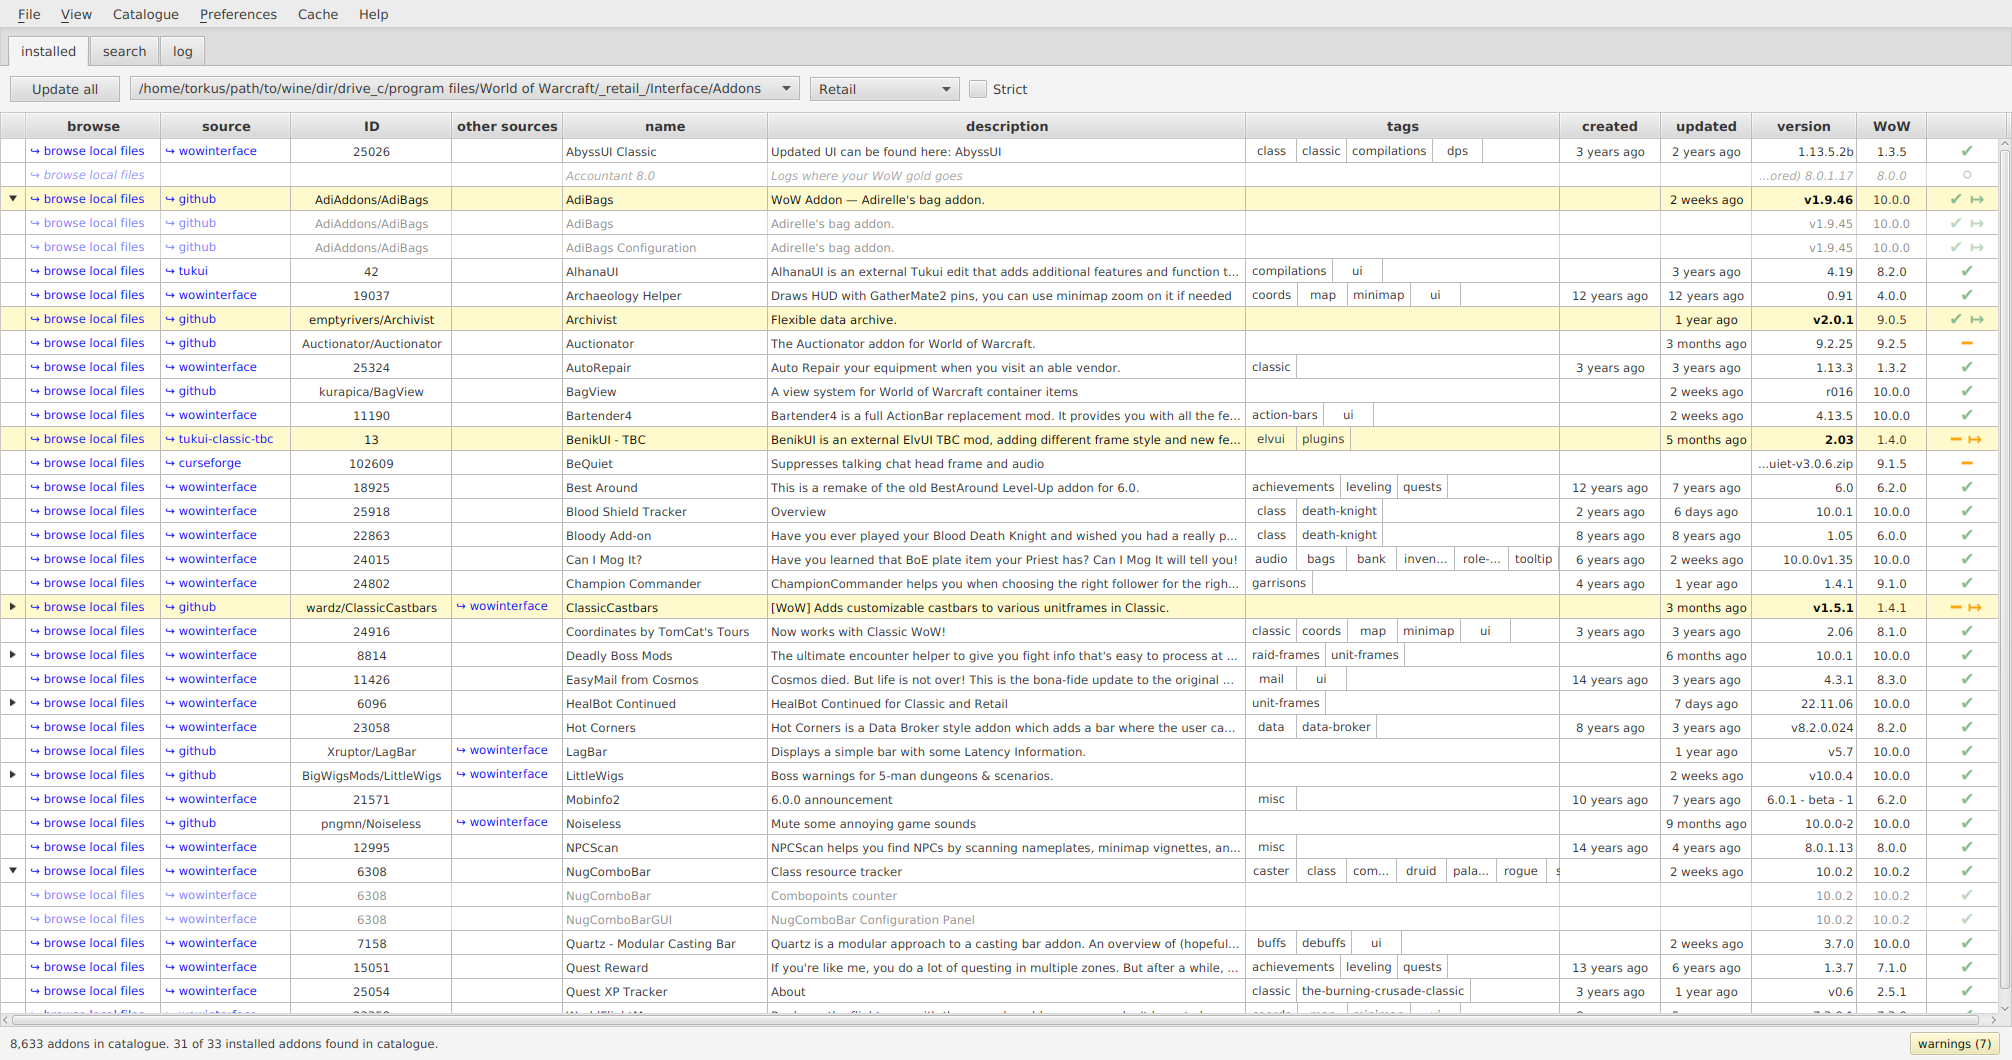 File View Catalogue Preferences Cache Help
installed search log
Update all /home/torkus/path/to/wine/dir/drive_c/program files/World of Warcraft/_retail_/Interface/Addons Retail Strict
browse source ID other sources name description tags created updated version WoW
↪ browse local files ↪ wowinterface 25026 AbyssUI Classic Updated UI can be found here: AbyssUI class classic compilations dps 3 years ago 2 years ago 1.13.5.2b 1.3.5 ✔
↪ browse local files Accountant 8.0 Logs where your WoW gold goes ...ored) 8.0.1.17 8.0.0 ○
▼ ↪ browse local files ↪ github AdiAddons/AdiBags AdiBags WoW Addon — Adirelle's bag addon. 2 weeks ago v1.9.46 10.0.0 ✔ ↦
↪ browse local files ↪ github AdiAddons/AdiBags AdiBags Adirelle's bag addon. v1.9.45 10.0.0 ✔ ↦
↪ browse local files ↪ github AdiAddons/AdiBags AdiBags Configuration Adirelle's bag addon. v1.9.45 10.0.0 ✔ ↦
↪ browse local files ↪ tukui 42 AlhanaUI AlhanaUI is an external Tukui edit that adds additional features and function t... compilations ui 3 years ago 4.19 8.2.0 ✔
↪ browse local files ↪ wowinterface 19037 Archaeology Helper Draws HUD with GatherMate2 pins, you can use minimap zoom on it if needed coords map minimap ui 12 years ago 12 years ago 0.91 4.0.0 ✔
↪ browse local files ↪ github emptyrivers/Archivist Archivist Flexible data archive. 1 year ago v2.0.1 9.0.5 ✔ ↦
↪ browse local files ↪ github Auctionator/Auctionator Auctionator The Auctionator addon for World of Warcraft. 3 months ago 9.2.25 9.2.5 ━
↪ browse local files ↪ wowinterface 25324 AutoRepair Auto Repair your equipment when you visit an able vendor. classic 3 years ago 3 years ago 1.13.3 1.3.2 ✔
↪ browse local files ↪ github kurapica/BagView BagView A view system for World of Warcraft container items 2 weeks ago r016 10.0.0 ✔
↪ browse local files ↪ wowinterface 11190 Bartender4 Bartender4 is a full ActionBar replacement mod. It provides you with all the fe... action-bars ui 2 weeks ago 4.13.5 10.0.0 ✔
↪ browse local files ↪ tukui-classic-tbc 13 BenikUI - TBC BenikUI is an external ElvUI TBC mod, adding different frame style and new fe... elvui plugins 5 months ago 2.03 1.4.0 ━ ↦
↪ browse local files ↪ curseforge 102609 BeQuiet Suppresses talking chat head frame and audio ...uiet-v3.0.6.zip 9.1.5 ━
↪ browse local files ↪ wowinterface 18925 Best Around This is a remake of the old BestAround Level-Up addon for 6.0. achievements leveling quests 12 years ago 7 years ago 6.0 6.2.0 ✔
↪ browse local files ↪ wowinterface 25918 Blood Shield Tracker Overview class death-knight 2 years ago 6 days ago 10.0.1 10.0.0 ✔
↪ browse local files ↪ wowinterface 22863 Bloody Add-on Have you ever played your Blood Death Knight and wished you had a really p... class death-knight 8 years ago 8 years ago 1.05 6.0.0 ✔
↪ browse local files ↪ wowinterface 24015 Can I Mog It? Have you learned that BoE plate item your Priest has? Can I Mog It will tell you! audio bags bank inven... role-... tooltip 6 years ago 2 weeks ago 10.0.0v1.35 10.0.0 ✔
↪ browse local files ↪ wowinterface 24802 Champion Commander ChampionCommander helps you when choosing the right follower for the righ... garrisons 4 years ago 1 year ago 1.4.1 9.1.0 ✔
▶ ↪ browse local files ↪ github wardz/ClassicCastbars ↪ wowinterface ClassicCastbars [WoW] Adds customizable castbars to various unitframes in Classic. 3 months ago v1.5.1 1.4.1 ━ ↦
↪ browse local files ↪ wowinterface 24916 Coordinates by TomCat's Tours Now works with Classic WoW! classic coords map minimap ui 3 years ago 3 years ago 2.06 8.1.0 ✔
▶ ↪ browse local files ↪ wowinterface 8814 Deadly Boss Mods The ultimate encounter helper to give you fight info that's easy to process at ... raid-frames unit-frames 6 months ago 10.0.1 10.0.0 ✔
↪ browse local files ↪ wowinterface 11426 EasyMail from Cosmos Cosmos died. But life is not over! This is the bona-fide update to the original ... mail ui 14 years ago 3 years ago 4.3.1 8.3.0 ✔
▶ ↪ browse local files ↪ wowinterface 6096 HealBot Continued HealBot Continued for Classic and Retail unit-frames 7 days ago 22.11.06 10.0.0 ✔
↪ browse local files ↪ wowinterface 23058 Hot Corners Hot Corners is a Data Broker style addon which adds a bar where the user ca... data data-broker 8 years ago 3 years ago v8.2.0.024 8.2.0 ✔
↪ browse local files ↪ github Xruptor/LagBar ↪ wowinterface LagBar Displays a simple bar with some Latency Information. 1 year ago v5.7 10.0.0 ✔
▶ ↪ browse local files ↪ github BigWigsMods/LittleWigs ↪ wowinterface LittleWigs Boss warnings for 5-man dungeons & scenarios. 2 weeks ago v10.0.4 10.0.0 ✔
↪ browse local files ↪ wowinterface 21571 Mobinfo2 6.0.0 announcement misc 10 years ago 7 years ago 6.0.1 - beta - 1 6.2.0 ✔
↪ browse local files ↪ github pngmn/Noiseless ↪ wowinterface Noiseless Mute some annoying game sounds 9 months ago 10.0.0-2 10.0.0 ✔
↪ browse local files ↪ wowinterface 12995 NPCScan NPCScan helps you find NPCs by scanning nameplates, minimap vignettes, an... misc 14 years ago 4 years ago 8.0.1.13 8.0.0 ✔
▼ ↪ browse local files ↪ wowinterface 6308 NugComboBar Class resource tracker caster class com... druid pala... rogue 2 weeks ago 10.0.2 10.0.2 ✔
↪ browse local files ↪ wowinterface 6308 NugComboBar Combopoints counter 10.0.2 10.0.2 ✔
↪ browse local files ↪ wowinterface 6308 NugComboBarGUI NugComboBar Configuration Panel 10.0.2 10.0.2 ✔
↪ browse local files ↪ wowinterface 7158 Quartz - Modular Casting Bar Quartz is a modular approach to a casting bar addon. An overview of (hopeful... buffs debuffs ui 2 weeks ago 3.7.0 10.0.0 ✔
↪ browse local files ↪ wowinterface 15051 Quest Reward If you're like me, you do a lot of questing in multiple zones. But after a while, ... achievements leveling quests 13 years ago 6 years ago 1.3.7 7.1.0 ✔
↪ browse local files ↪ wowinterface 25054 Quest XP Tracker About classic the-burning-crusade-classic 3 years ago 1 year ago v0.6 2.5.1 ✔
8,633 addons in catalogue. 31 of 33 installed addons found in catalogue. warnings (7)